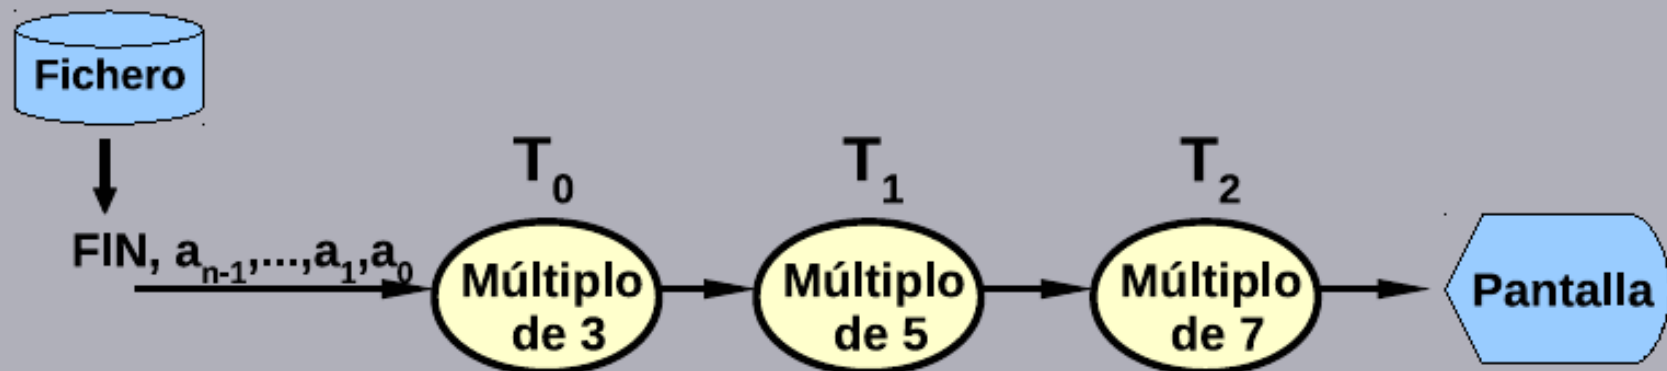 Fichero
T0
T1
T2
FIN, an-1,...,a1,a0
Múltiplo
de 3
Múltiplo
de 5
Múltiplo
de 7
Pantalla